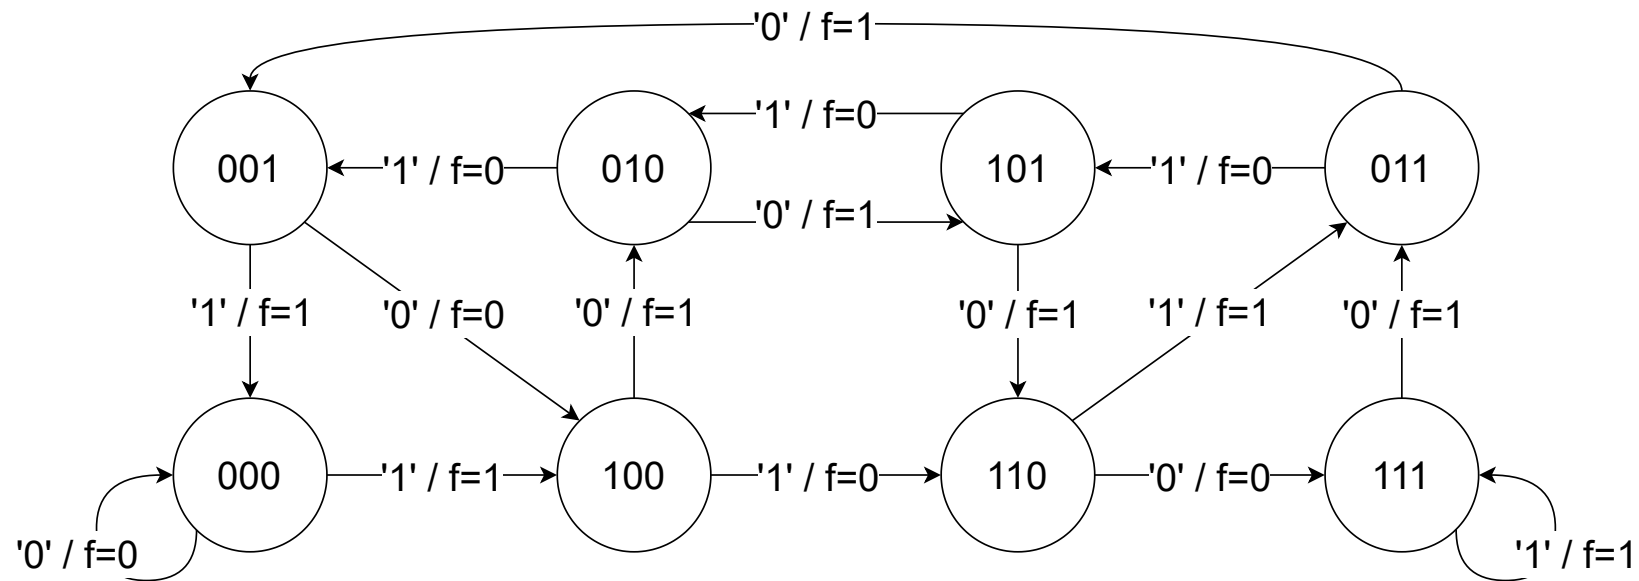 '0' / f=1
'1' / f=0
001
'1' / f=0
010
101
'1' / f=0
011
'0' / f=1
'1' / f=1
'0' / f=0
'0' / f=1
'0' / f=1
'1' / f=1
'0' / f=1
000
'1' / f=1
100
'1' / f=0
110
'0' / f=0
111
'0' / f=0
'1' / f=1